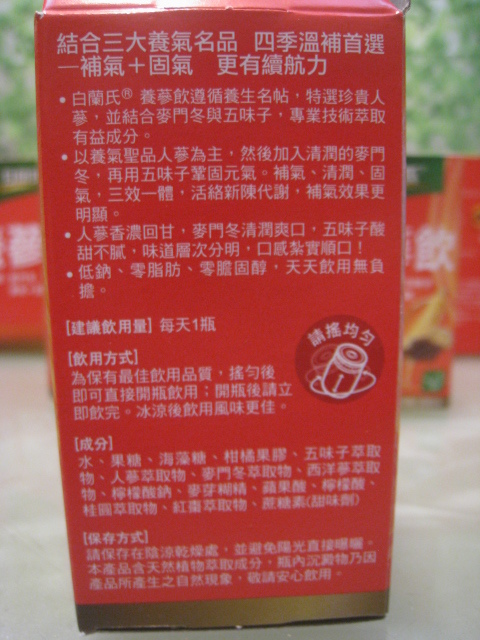 結合三大養氣名品 四季溫補首選
—補氣＋固氣 更有續航力
•白蘭氏® 養蔘飲遵循養生名帖，特選珍貴人
蔘，並結合麥門冬與五味子，專業技術萃取
有益成分。
•以養氣聖品人蔘為主，然後加入清潤的麥門
冬，再用五味子鞏固元氣。補氣、清潤、固
氣，三效一體，活絡新陳代謝，補氣效果更
明顯。
•人蔘香濃回甘，麥門冬清潤爽口，五味子酸
甜不膩，味道層次分明，口感紮實順口！
•低鈉、零脂肪、零膽固醇，天天飲用無負
擔。
[建議飲用量] 每天1瓶
請搖均勻
[飲用方式]
為保有最佳飲用品質，搖勻後
即可直接開瓶飲用；開瓶後請立
即飲完。冰涼後飲用風味更佳。
[成分]
水、果糖、海藻糖、柑橘果膠、五味子萃取
物、人蔘萃取物、麥門冬萃取物、西洋蔘萃取
物、檸檬酸鈉、麥芽糊精、蘋果酸、檸檬酸、
桂圓萃取物、紅棗萃取物、蔗糖素(甜味劑)
[保存方式]
請保存在陰涼乾燥處，並避免陽光直接曝曬。
本產品含天然植物萃取成分，瓶內沉澱物乃因
產品所產生之自然現象，敬請安心飲用。
蔘
飲